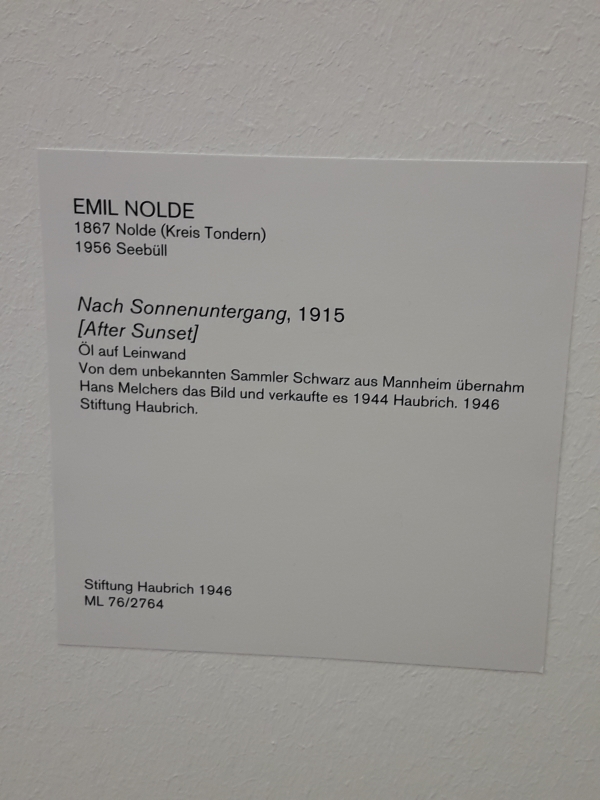 EMIL NOLDE
1867 Nolde (Kreis Tondern)
1956 Seebüll
Nach Sonnenuntergang, 1915
[After Sunset]
Öl auf Leinwand
Von dem unbekannten Sammler Schwarz aus Mannheim übernahm
Hans Melchers das Bild und verkaufte es 1944 Haubrich. 1946
Stiftung Haubrich.
Stiftung Haubrich 1946
ML 76/2764